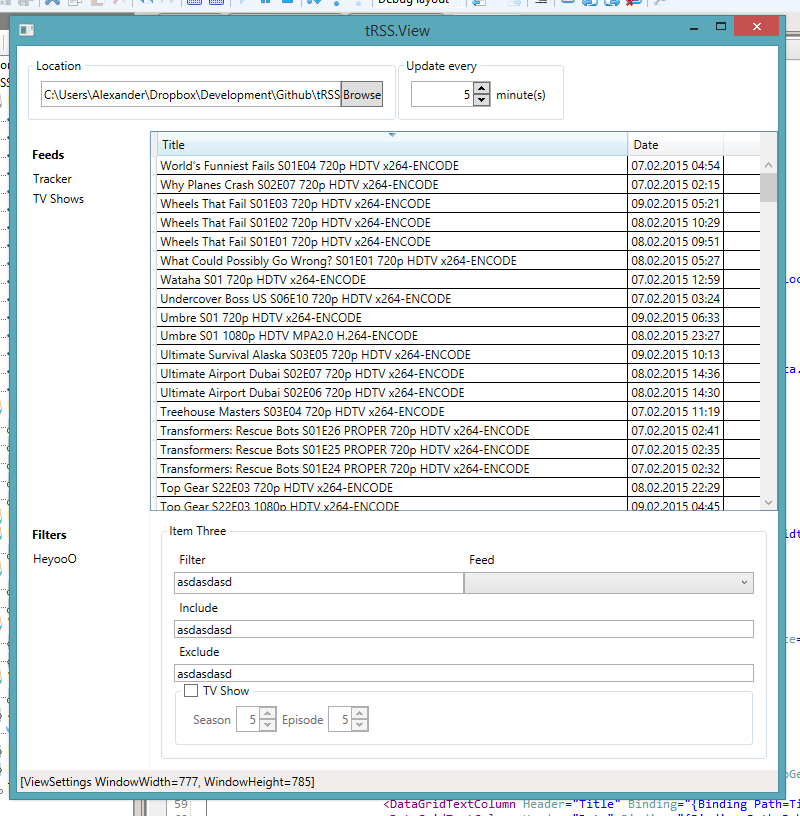 Debug layout
tRSS.View
Location
Update every
C:\Users\Alexander\Dropbox\Development\Github\tRSS
Browse
5
minute(s)
Feeds
Tracker
TV Shows
Title Date
World's Funniest Fails S01E04 720p HDTV x264-ENCODE 07.02.2015 04:54
Why Planes Crash S02E07 720p HDTV x264-ENCODE 07.02.2015 02:15
Wheels That Fail S01E03 720p HDTV x264-ENCODE 09.02.2015 05:21
Wheels That Fail S01E02 720p HDTV x264-ENCODE 08.02.2015 10:29
Wheels That Fail S01E01 720p HDTV x264-ENCODE 08.02.2015 09:51
What Could Possibly Go Wrong? S01E01 720p HDTV x264-ENCODE 08.02.2015 05:27
Wataha S01 720p HDTV x264-ENCODE 07.02.2015 12:59
Undercover Boss US S06E10 720p HDTV x264-ENCODE 07.02.2015 03:24
Umbre S01 720p HDTV x264-ENCODE 09.02.2015 06:33
Umbre S01 1080p HDTV MPA2.0 H.264-ENCODE 08.02.2015 23:27
Ultimate Survival Alaska S03E05 720p HDTV x264-ENCODE 09.02.2015 10:13
Ultimate Airport Dubai S02E07 720p HDTV x264-ENCODE 08.02.2015 14:36
Ultimate Airport Dubai S02E06 720p HDTV x264-ENCODE 08.02.2015 14:30
Treehouse Masters S03E04 720p HDTV x264-ENCODE 07.02.2015 11:19
Transformers: Rescue Bots S01E26 PROPER 720p HDTV x264-ENCODE 07.02.2015 02:41
Transformers: Rescue Bots S01E25 PROPER 720p HDTV x264-ENCODE 07.02.2015 02:35
Transformers: Rescue Bots S01E24 PROPER 720p HDTV x264-ENCODE 07.02.2015 02:32
Top Gear S22E03 720p HDTV x264-ENCODE 08.02.2015 22:29
Top Gear S22E03 1080p HDTV x264-ENCODE 09.02.2015 04:45
Filters
HeyooO
Item Three
Filter Feed
asdasdasd
Include
asdasdasd
Exclude
asdasdasd
TV Show
Season 5 Episode 5
[ViewSettings WindowWidth=777, WindowHeight=785]
59 <DataGridTextColumn Header="Title" Binding="{Binding Path=Ti